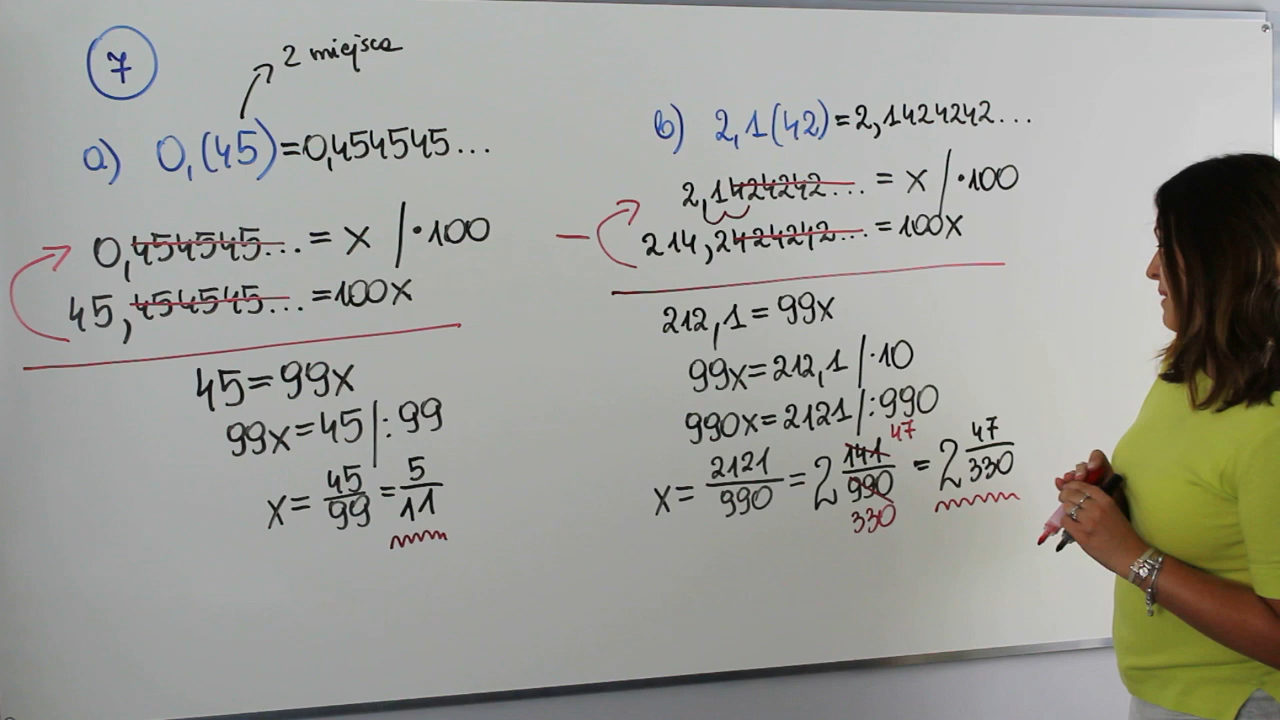 7
2 miejsca
a) 0,(45)=0,454545...
0,454545... = x /·100
45,454545... =100x
45=99x
99x=45/:99
x= 45/99 = 5/11
b) 2,1(42)=2,1424242...
2,1424242... = x /·100
- 214,2424242... = 100x
212,1=99x
99x=212,1 /·10
990x=2121/:990
47
x= 2121/990 = 2 141/990 = 2 47/330
330